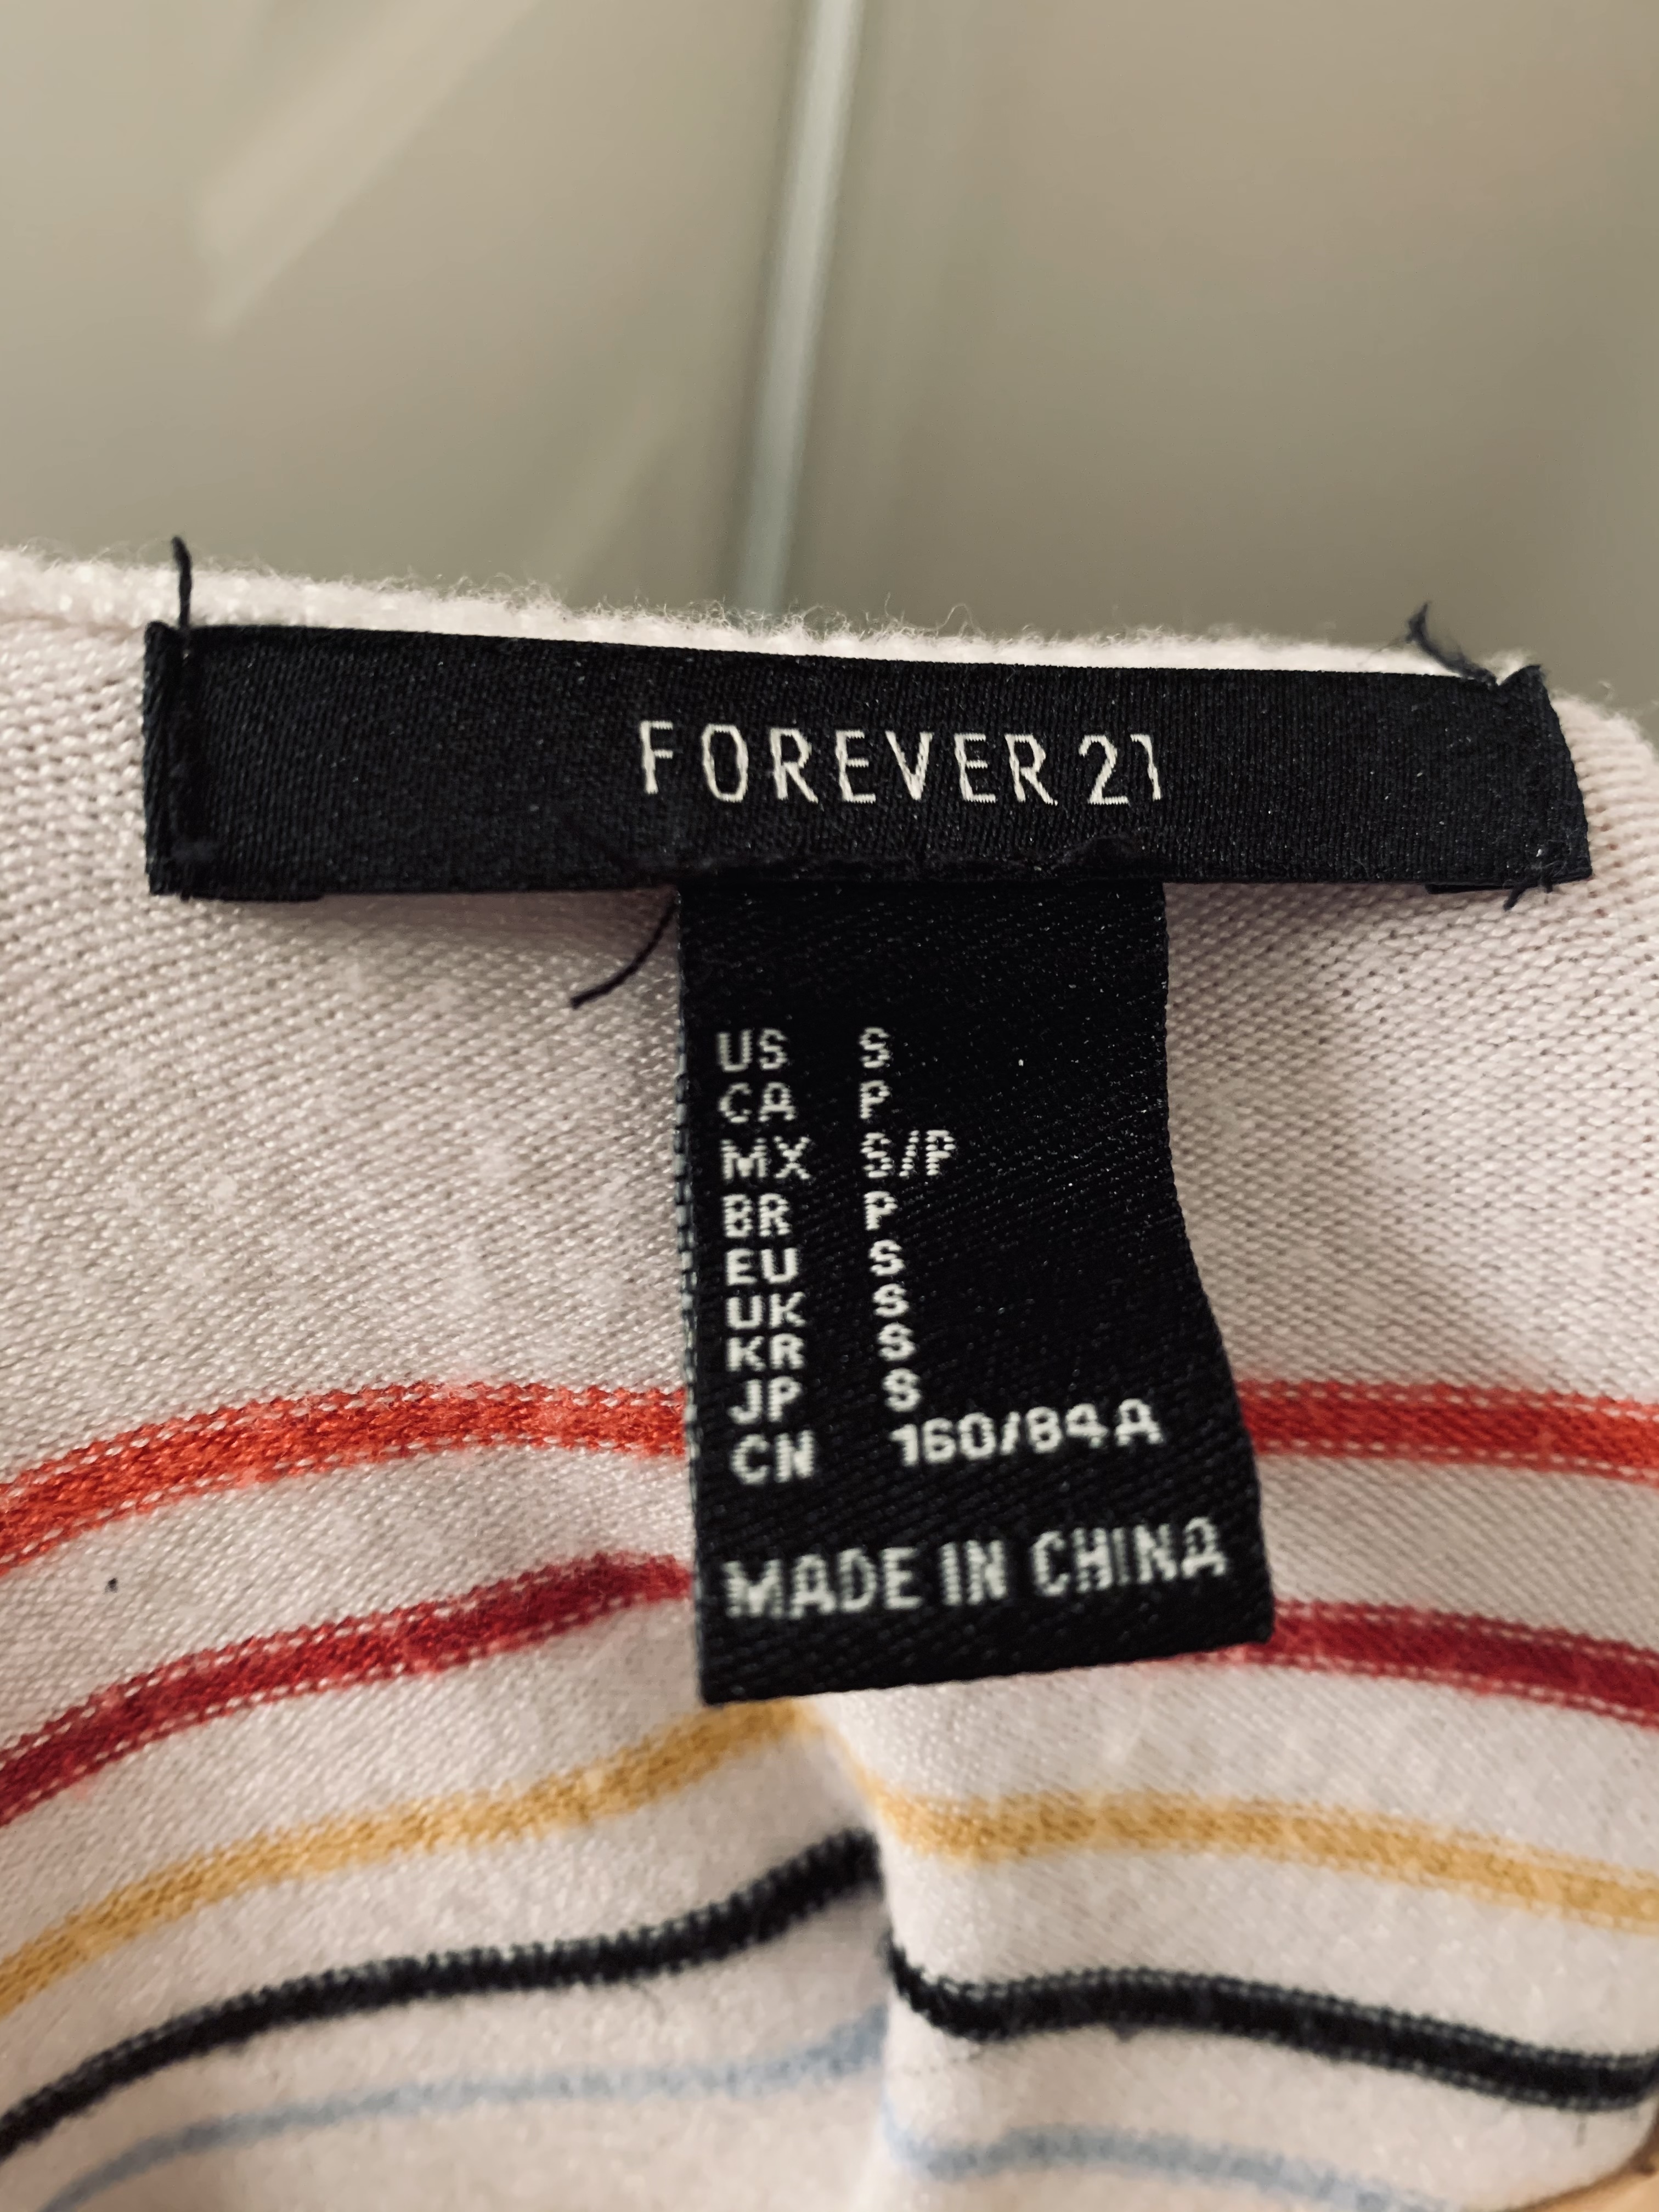 FOREVER 21
US S
CA P
MX S/P
BR P
EU S
UK S
KR S
JP S
CN 160/84A
MADE IN CHINA